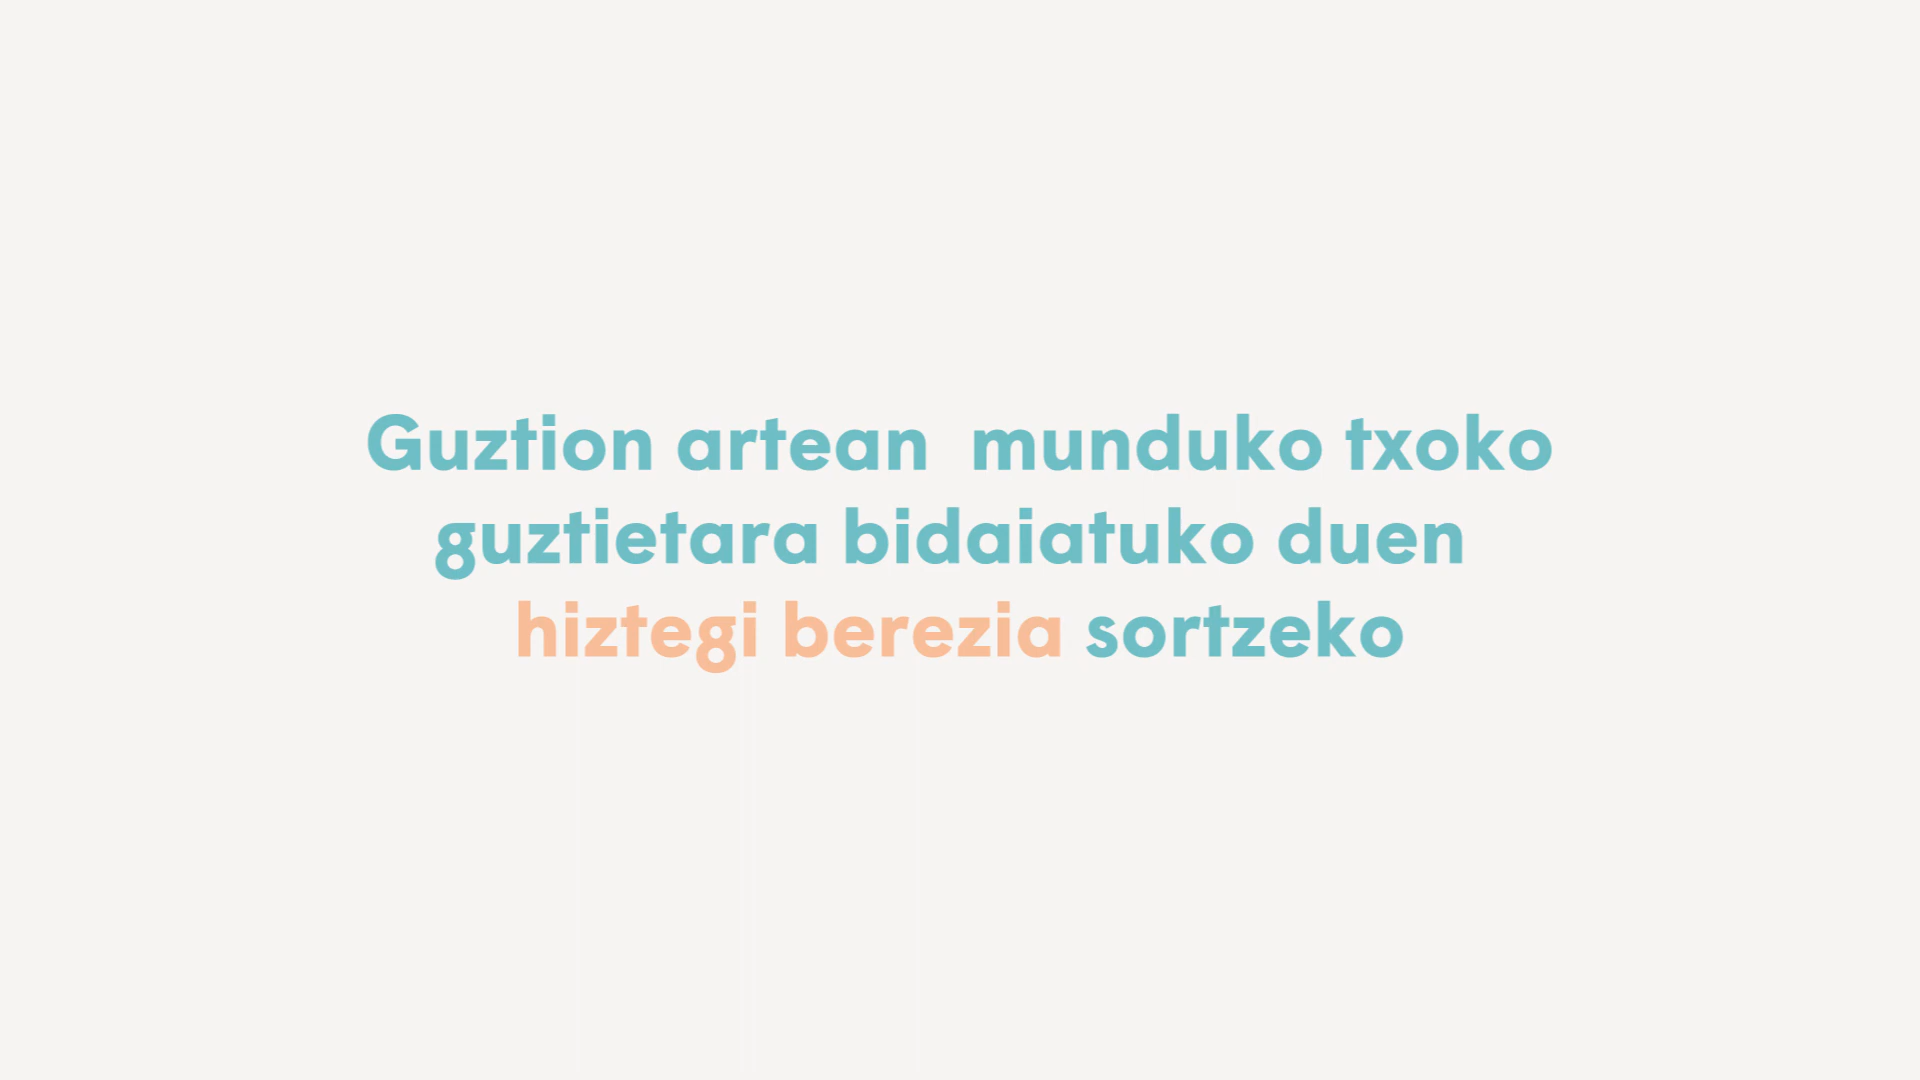 Guztion artean  munduko txoko
guztietara bidaiatuko duen
hiztegi berezia sortzeko